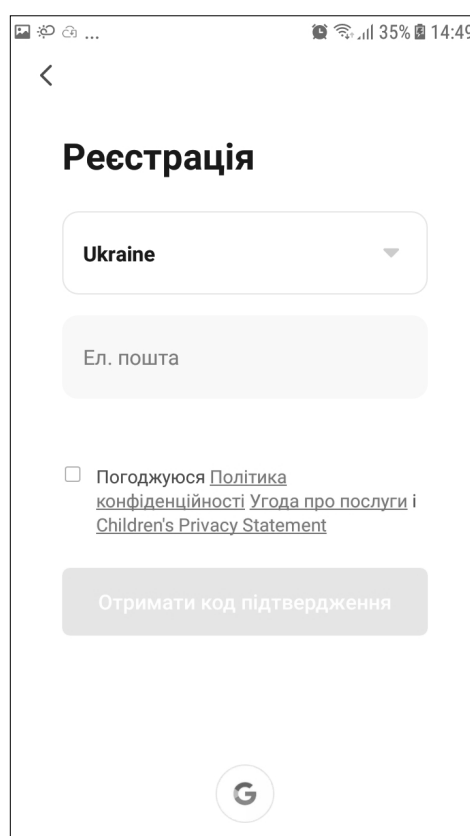 ... 35% 14:49
Реєстрація
Ukraine
Ел. пошта
Погоджуюся Політика
конфіденційності Угода про послуги і
Children's Privacy Statement
Отримати код підтвердження
G